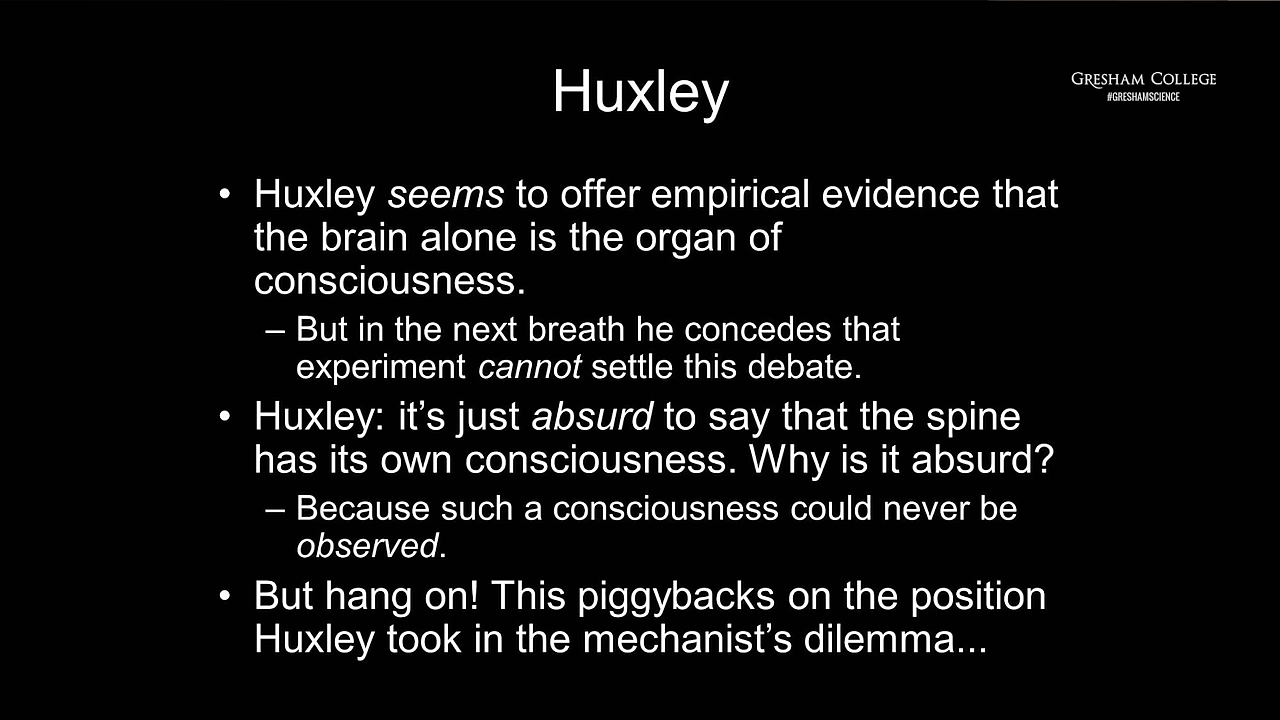 Huxley
GRESHAM COLLEGE
#GRESHAMSCIENCE
• Huxley seems to offer empirical evidence that
the brain alone is the organ of
consciousness.
– But in the next breath he concedes that
experiment cannot settle this debate.
• Huxley: it’s just absurd to say that the spine
has its own consciousness. Why is it absurd?
– Because such a consciousness could never be
observed.
• But hang on! This piggybacks on the position
Huxley took in the mechanist’s dilemma...